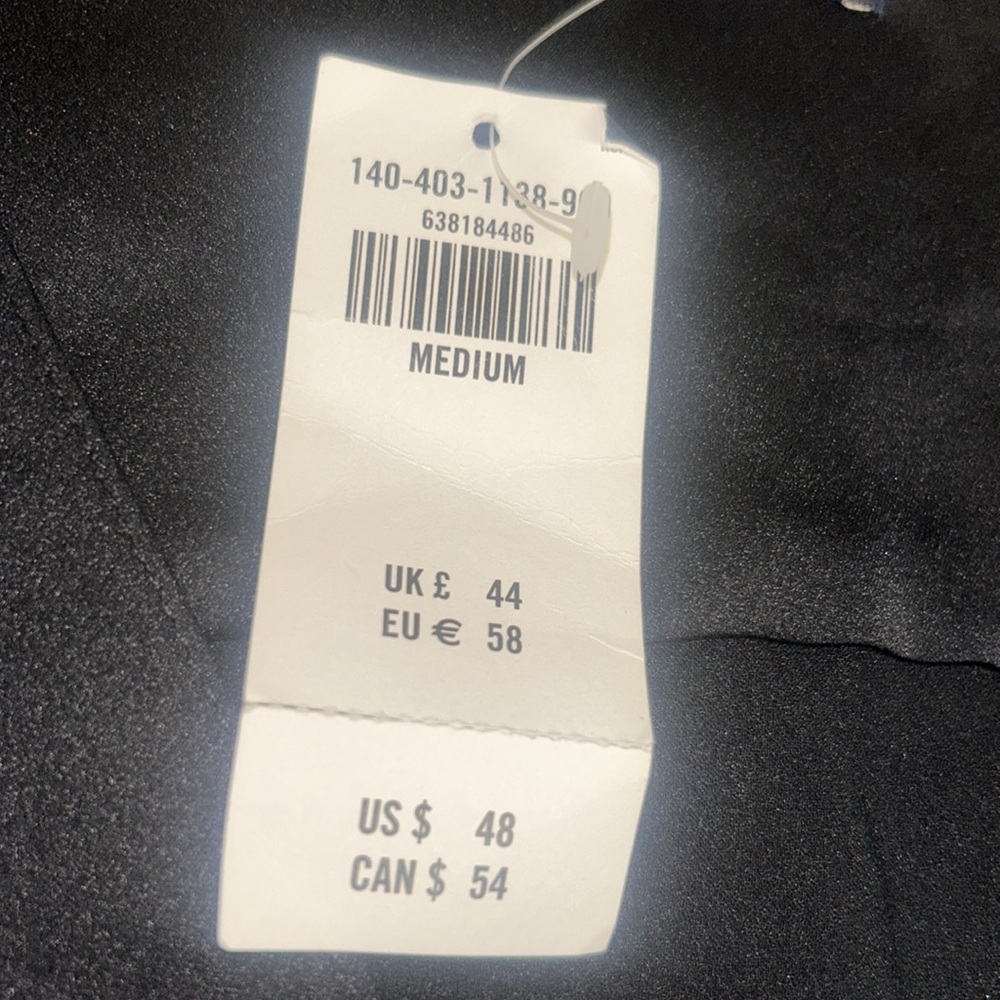 140-403-1138-9
638184486
MEDIUM
UK £ 44
EU € 58
US $ 48
CAN $ 54